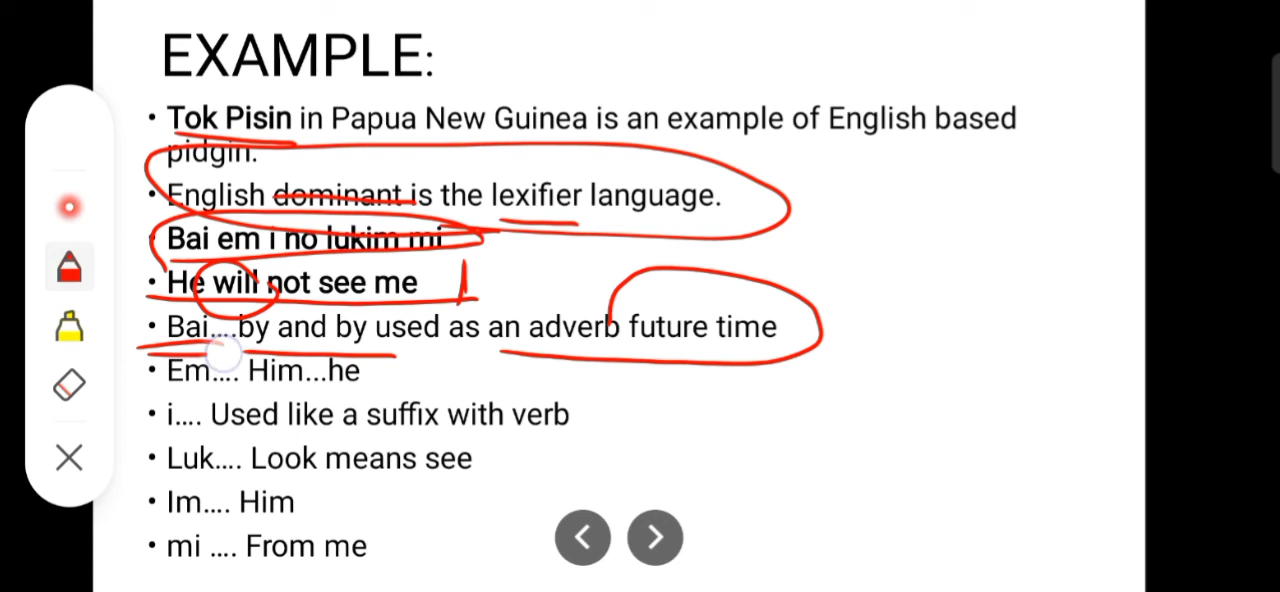 EXAMPLE:
• Tok Pisin in Papua New Guinea is an example of English based
pidgin.
• English dominant is the lexifier language.
• Bai em i no lukim mi
• He will not see me
• Bai....by and by used as an adverb future time
• Em.... Him...he
• i.... Used like a suffix with verb
• Luk.... Look means see
• Im.... Him
• mi .... From me